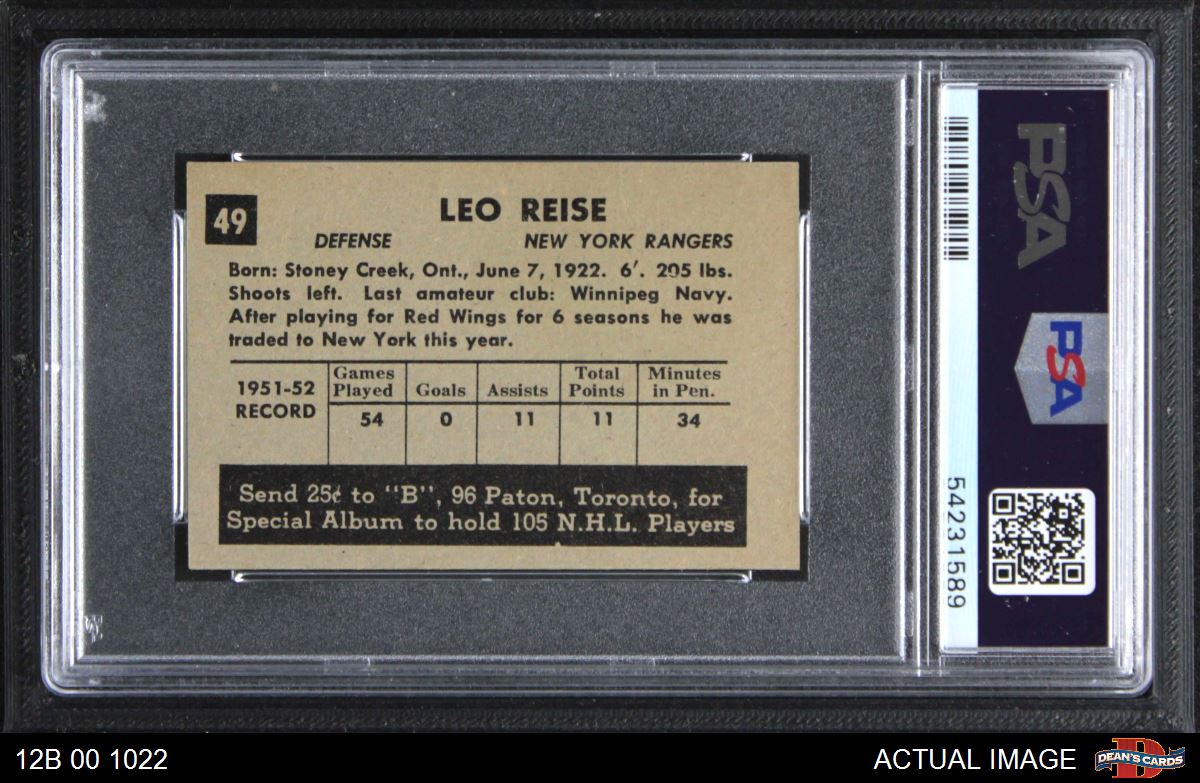 49
LEO REISE
DEFENSE NEW YORK RANGERS
Born: Stoney Creek, Ont., June 7, 1922. 6'. 205 lbs.
Shoots left. Last amateur club: Winnipeg Navy.
After playing for Red Wings for 6 seasons he was
traded to New York this year.
1951-52 RECORD
Games Played Goals Assists Total Points Minutes in Pen.
54 0 11 11 34
Send 25¢ to "B", 96 Paton, Toronto, for
Special Album to hold 105 N.H.L. Players
PSA
PSA
54231589
12B 00 1022
ACTUAL IMAGE
DEAN'S CARDS